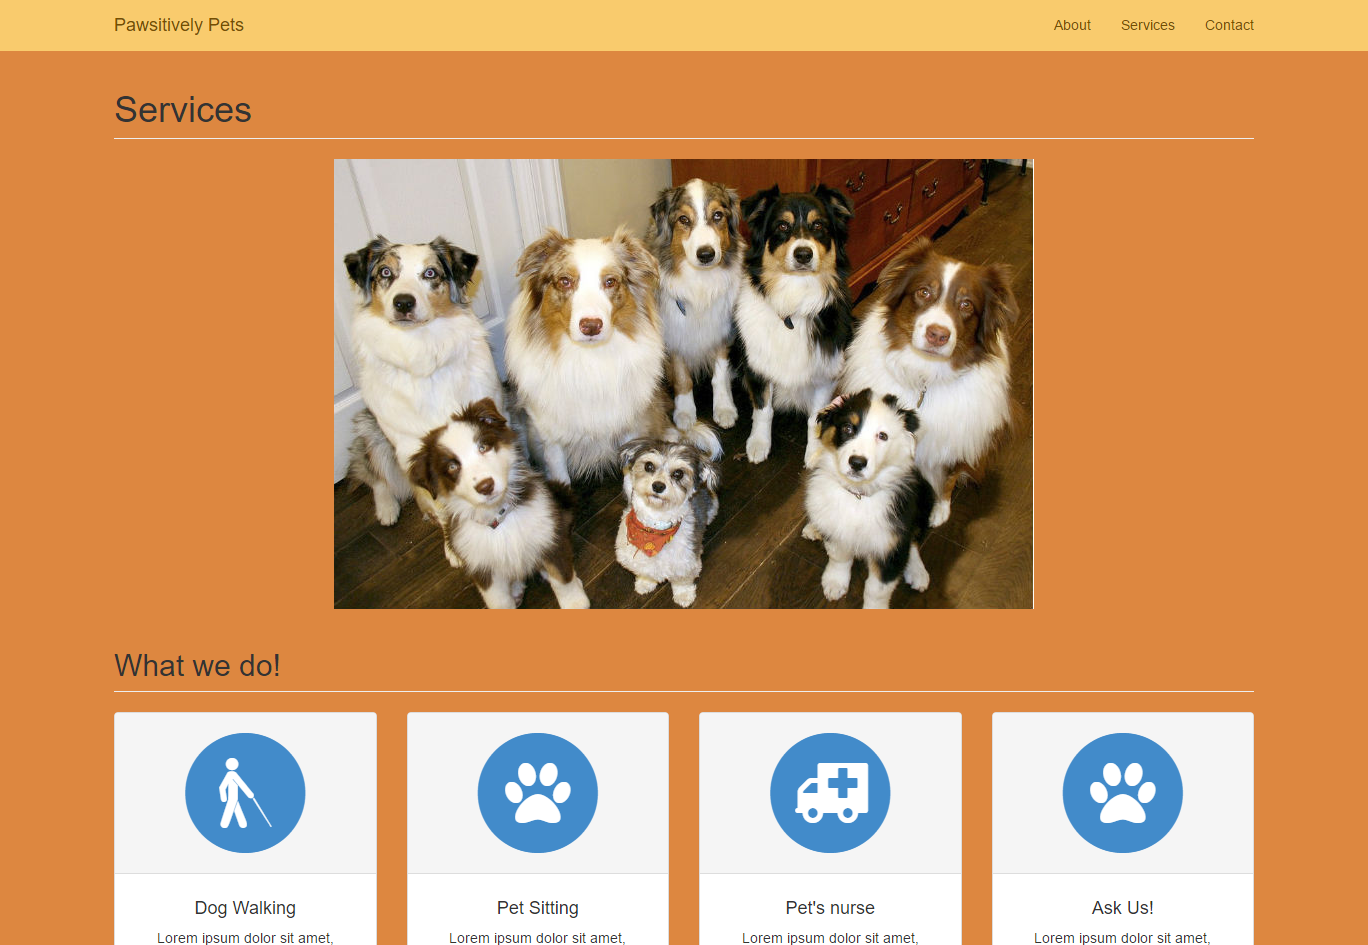 Pawsitively Pets
About Services Contact
Services
What we do!
Dog Walking
Lorem ipsum dolor sit amet,
Pet Sitting
Lorem ipsum dolor sit amet,
Pet's nurse
Lorem ipsum dolor sit amet,
Ask Us!
Lorem ipsum dolor sit amet,